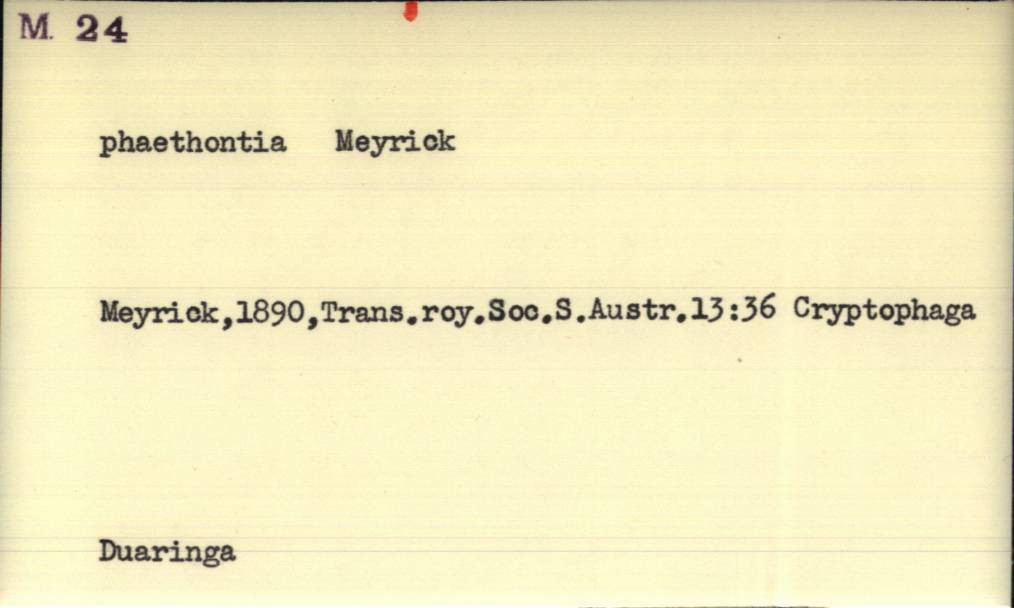 M. 24
phaethontia Meyrick
Meyrick,1890,Trans.roy.Soc.S.Austr.13:36 Cryptophaga
Duaringa